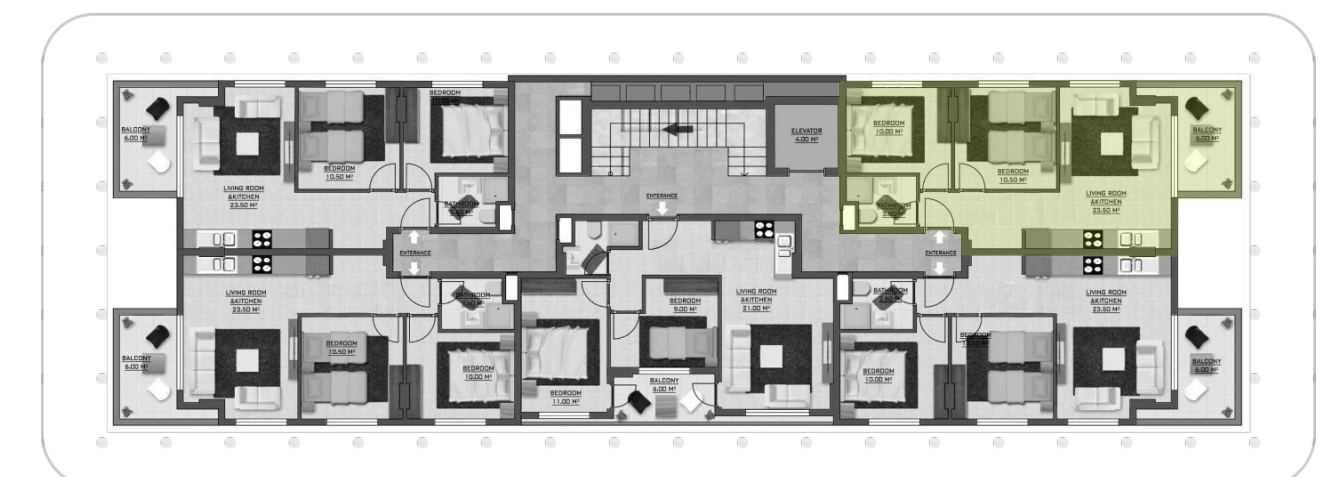 BALCONY
6.00 M²
LIVING ROOM
&KITCHEN
23.50 M²
BEDROOM
10.50 M²
BEDROOM
BATHROOM
ENTERANCE
ENTERANCE
ELEVATOR
4.00 M²
BEDROOM
10.00 M²
BEDROOM
10.50 M²
LIVING ROOM
&KITCHEN
23.50 M²
BALCONY
6.00 M²
ENTERANCE
BALCONY
6.00 M²
LIVING ROOM
&KITCHEN
23.50 M²
BEDROOM
10.50 M²
BATHROOM
BEDROOM
10.00 M²
BEDROOM
11.00 M²
BEDROOM
9.00 M²
LIVING ROOM
&KITCHEN
21.00 M²
BALCONY
6.00 M²
BATHROOM
BEDROOM
10.00 M²
BEDROOM
LIVING ROOM
&KITCHEN
23.50 M²
BALCONY
6.00 M²